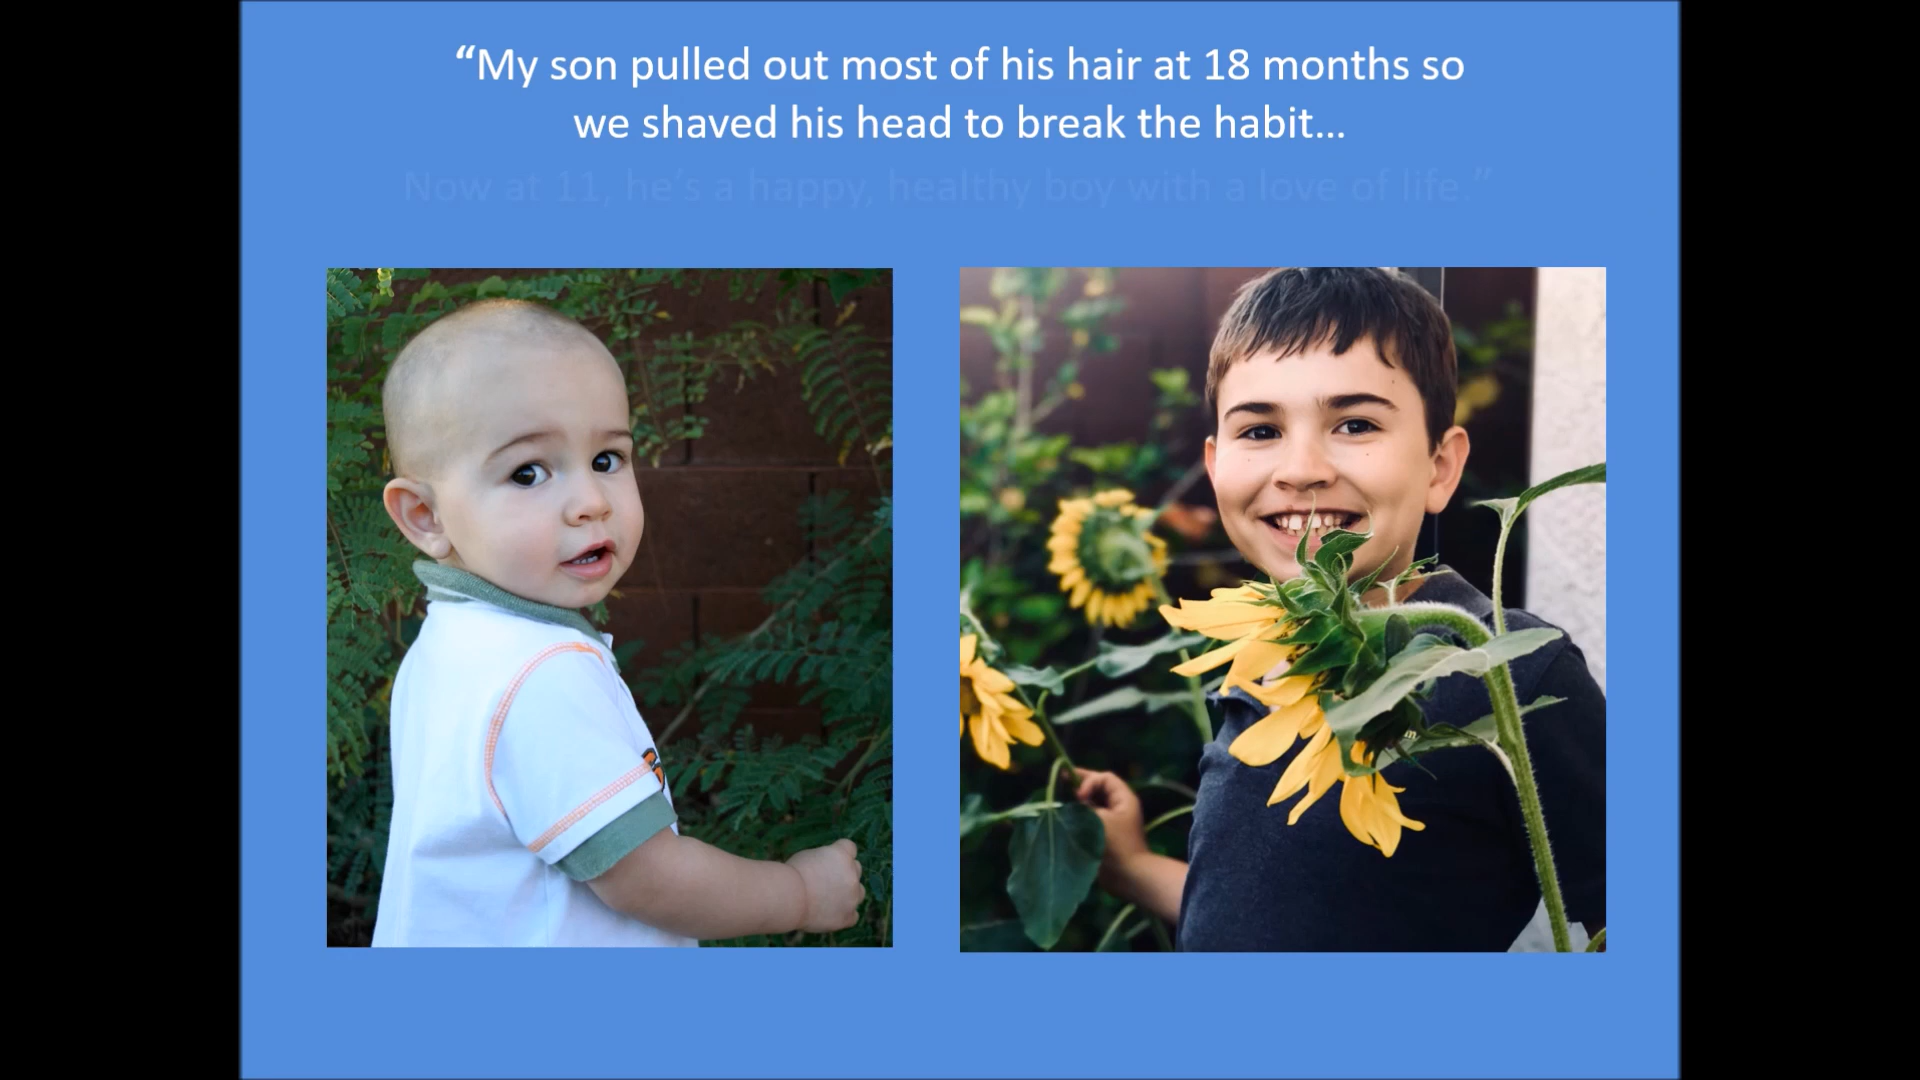 “My son pulled out most of his hair at 18 months so
we shaved his head to break the habit...
Now at 11, he’s a happy, healthy boy with a love of life.”